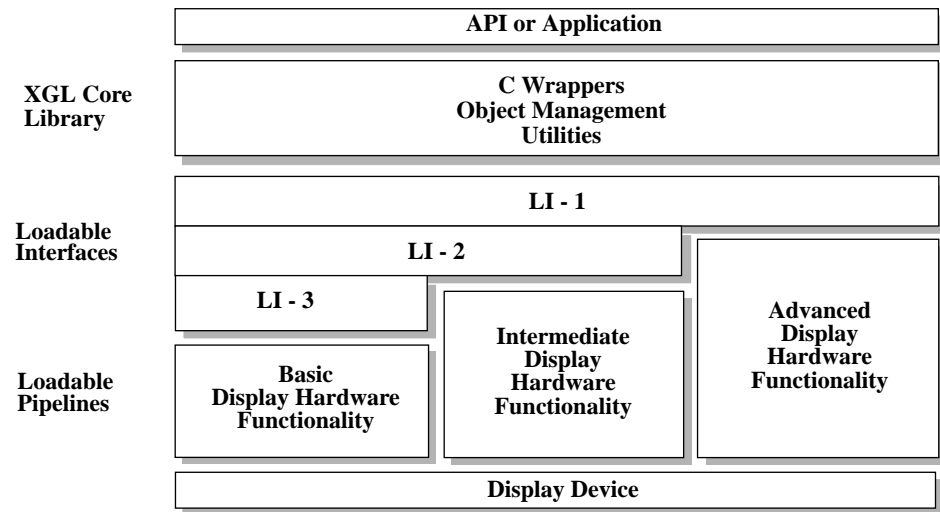 API or Application
XGL Core
Library
C Wrappers
Object Management
Utilities
Loadable
Interfaces
LI - 1
LI - 2
LI - 3
Loadable
Pipelines
Basic
Display Hardware
Functionality
Intermediate
Display
Hardware
Functionality
Advanced
Display
Hardware
Functionality
Display Device